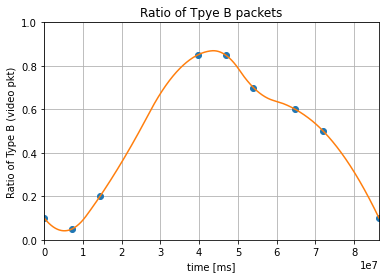 Ratio of Tpye B packets
Ratio of Type B (video pkt)
1.0
0.8
0.6
0.4
0.2
0.0
0 1 2 3 4 5 6 7 8
1e7
time [ms]